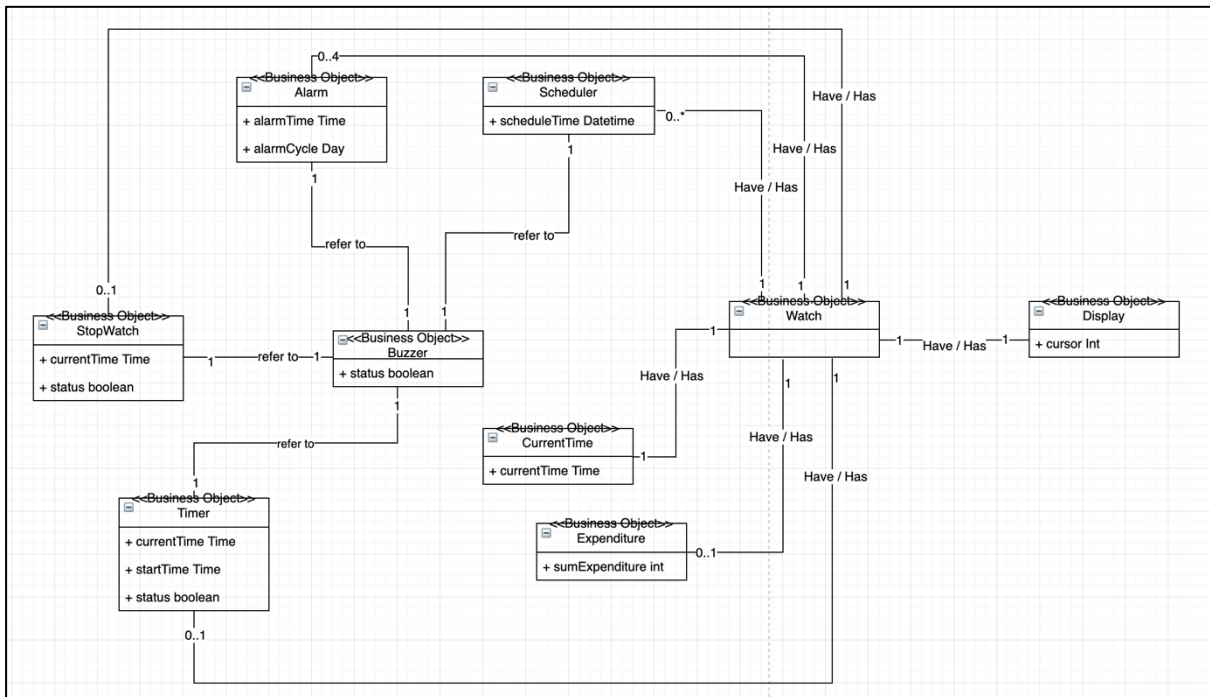 0..4
<<Business Object>>
Alarm
+ alarmTime Time
+ alarmCycle Day
1
<<Business Object>>
Scheduler
+ scheduleTime Datetime
0..*
1
Have / Has
Have / Has
Have / Has
refer to
refer to
0..1
<<Business Object>>
StopWatch
+ currentTime Time
+ status boolean
1
refer to
1
1
1
<<Business Object>>
Buzzer
+ status boolean
1
refer to
1
<<Business Object>>
Timer
+ currentTime Time
+ startTime Time
+ status boolean
0..1
1
1
1
<<Business Object>>
Watch
1
1
Have / Has
1
<<Business Object>>
Display
+ cursor Int
Have / Has
1
<<Business Object>>
CurrentTime
+ currentTime Time
1
1
Have / Has
Have / Has
<<Business Object>>
Expenditure
+ sumExpenditure int
0..1